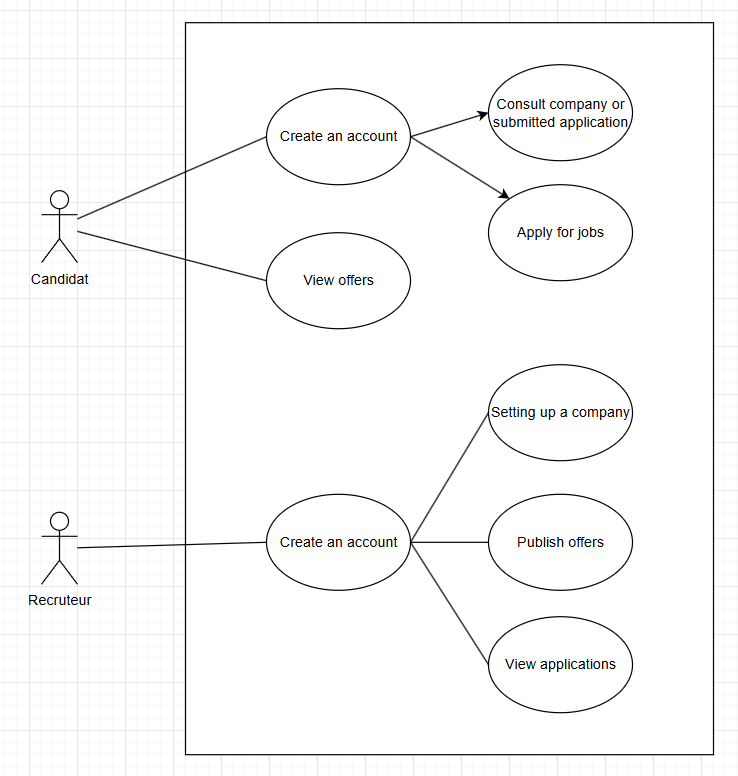 Consult company or
submitted application
Create an account
Apply for jobs
Candidat
View offers
Setting up a company
Create an account
Publish offers
Recruteur
View applications